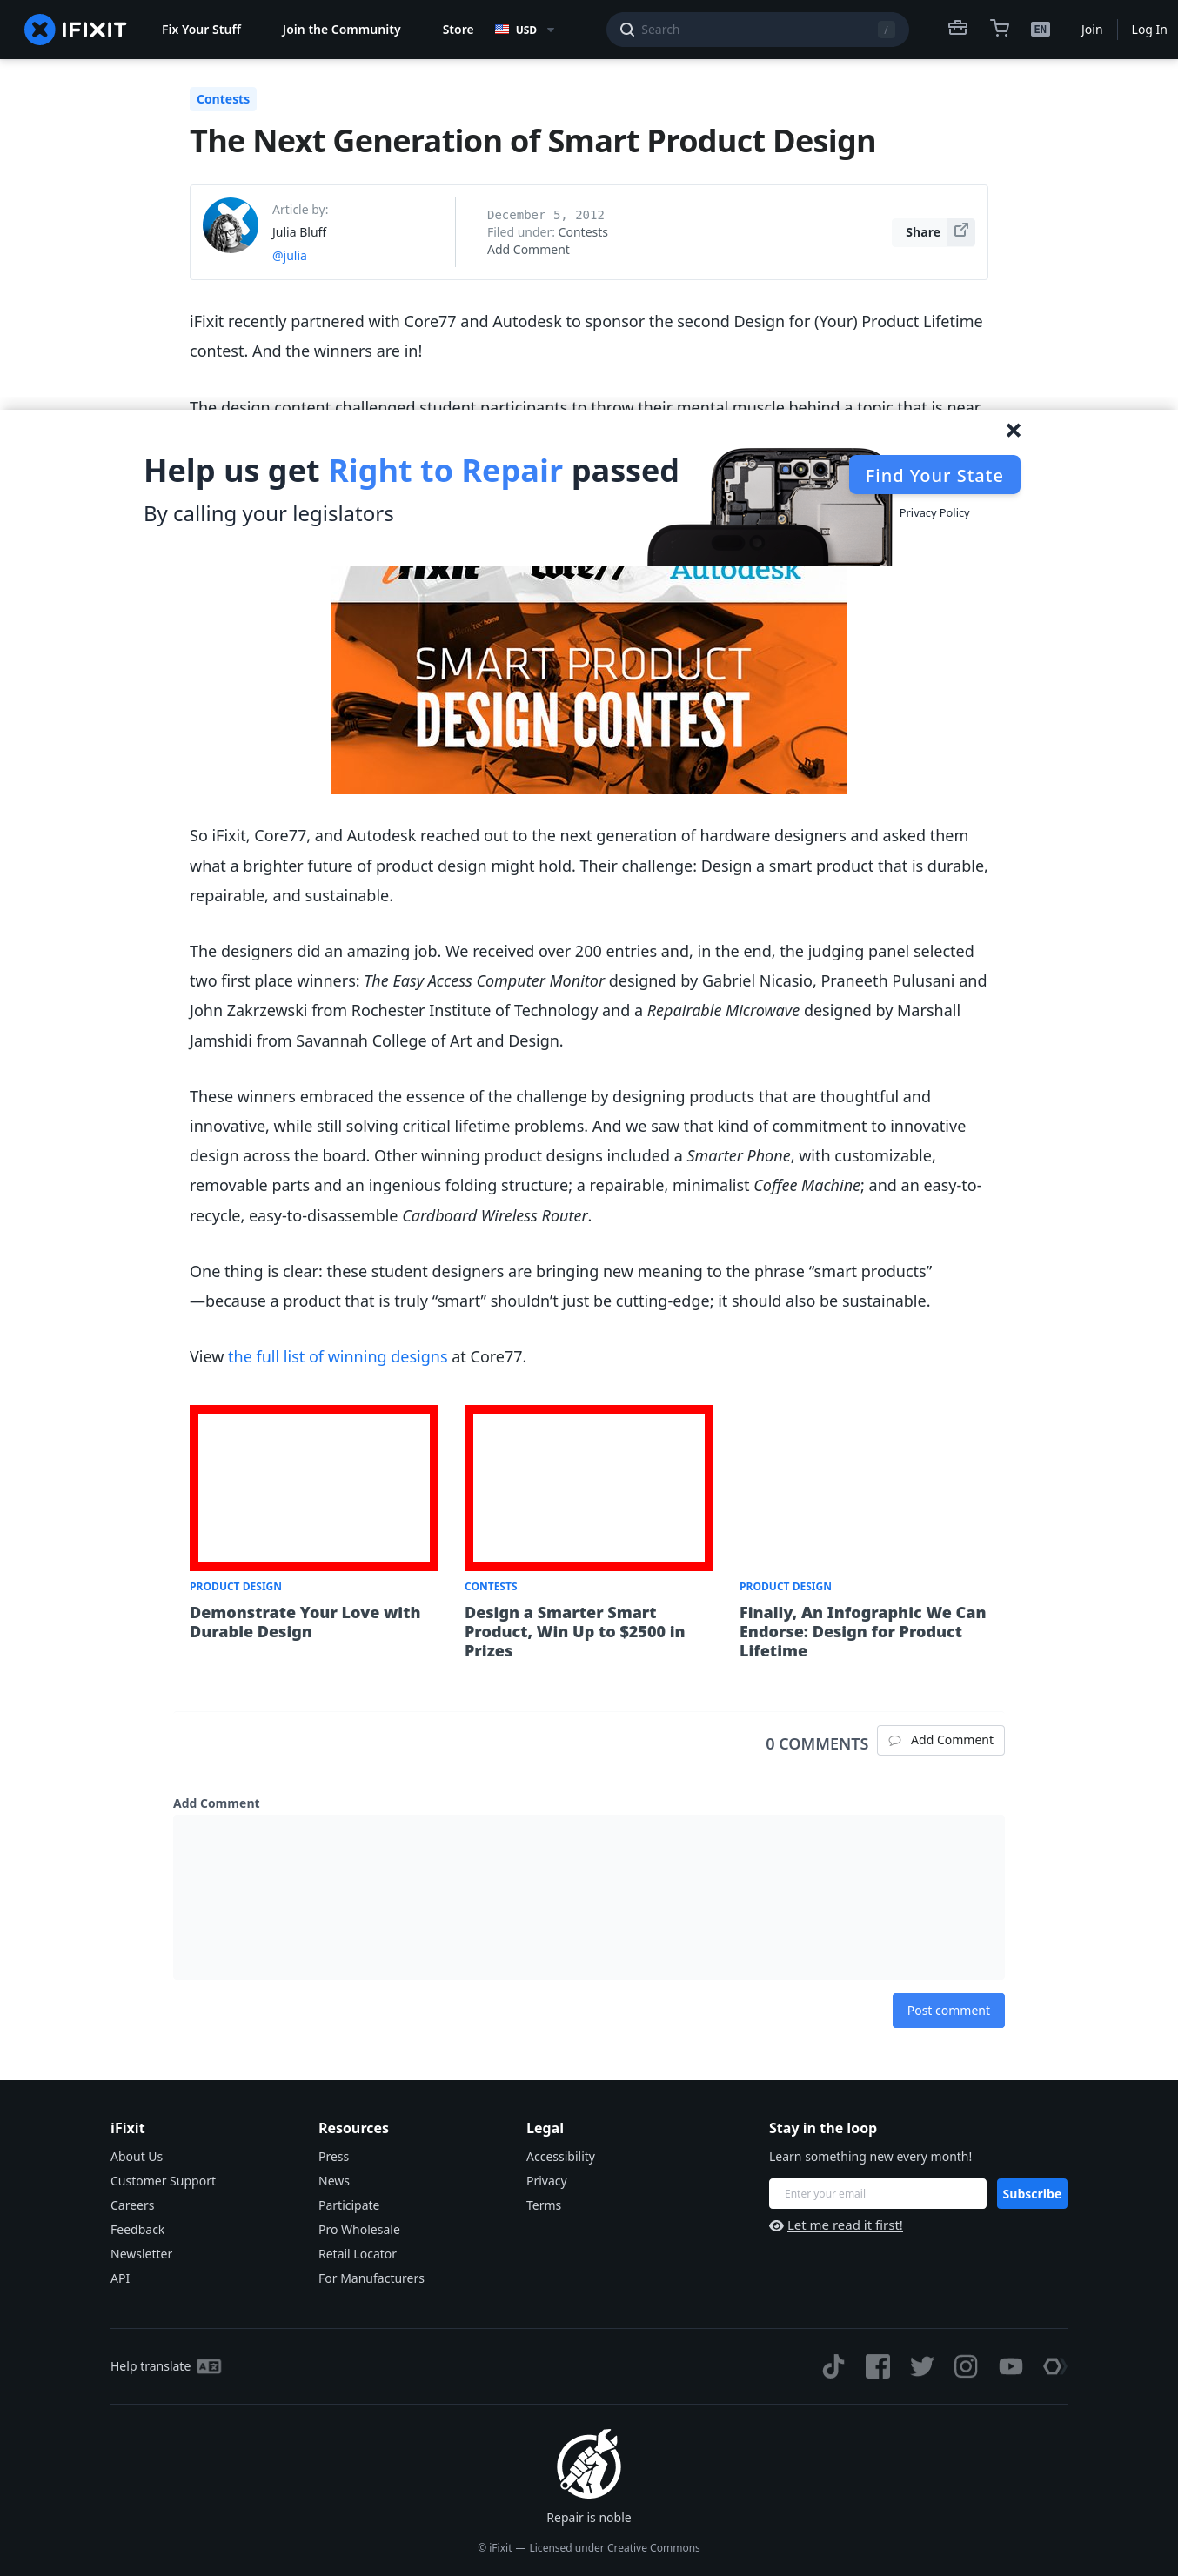 IFIXIT
Fix Your Stuff
Join the Community
Store
USD
Search
/
EN
Join
Log In
Contests
The Next Generation of Smart Product Design
Article by:
Julia Bluff
@julia
December 5, 2012
Filed under: Contests
Add Comment
Share
iFixit recently partnered with Core77 and Autodesk to sponsor the second Design for (Your) Product Lifetime
contest. And the winners are in!
The design content challenged student participants to throw their mental muscle behind a topic that is near
Help us get Right to Repair passed
By calling your legislators
Find Your State
Privacy Policy
iFixit core77 Autodesk
SMART PRODUCT
DESIGN CONTEST
So iFixit, Core77, and Autodesk reached out to the next generation of hardware designers and asked them
what a brighter future of product design might hold. Their challenge: Design a smart product that is durable,
repairable, and sustainable.
The designers did an amazing job. We received over 200 entries and, in the end, the judging panel selected
two first place winners: The Easy Access Computer Monitor designed by Gabriel Nicasio, Praneeth Pulusani and
John Zakrzewski from Rochester Institute of Technology and a Repairable Microwave designed by Marshall
Jamshidi from Savannah College of Art and Design.
These winners embraced the essence of the challenge by designing products that are thoughtful and
innovative, while still solving critical lifetime problems. And we saw that kind of commitment to innovative
design across the board. Other winning product designs included a Smarter Phone, with customizable,
removable parts and an ingenious folding structure; a repairable, minimalist Coffee Machine; and an easy-to-
recycle, easy-to-disassemble Cardboard Wireless Router.
One thing is clear: these student designers are bringing new meaning to the phrase “smart products”
—because a product that is truly “smart” shouldn’t just be cutting-edge; it should also be sustainable.
View the full list of winning designs at Core77.
PRODUCT DESIGN
Demonstrate Your Love with
Durable Design
CONTESTS
Design a Smarter Smart
Product, Win Up to $2500 in
Prizes
PRODUCT DESIGN
Finally, An Infographic We Can
Endorse: Design for Product
Lifetime
0 COMMENTS
Add Comment
Add Comment
Post comment
iFixit
About Us
Customer Support
Careers
Feedback
Newsletter
API
Resources
Press
News
Participate
Pro Wholesale
Retail Locator
For Manufacturers
Legal
Accessibility
Privacy
Terms
Stay in the loop
Learn something new every month!
Enter your email
Subscribe
Let me read it first!
Help translate
Repair is noble
© iFixit — Licensed under Creative Commons